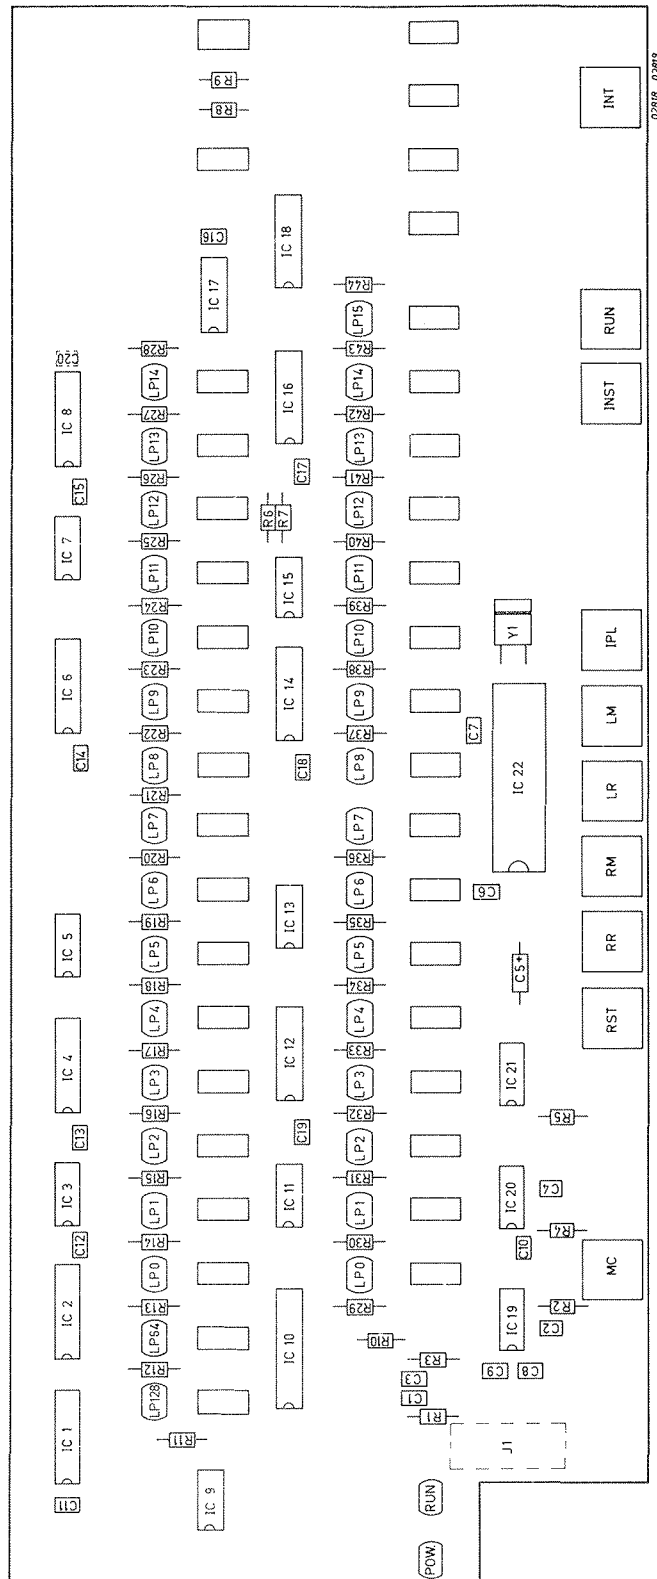 C11
IC 1
IC 2
C12
IC 3
C13
IC 4
IC 5
C14
IC 6
IC 7
C15
IC 8
C20
LP128
R12
LPS4
R13
LP0
R14
LP1
R15
LP2
R16
LP3
R17
LP4
R18
LP5
R19
LP6
R20
LP7
R21
LP8
R22
LP9
R23
LP10
R24
LP11
R25
LP12
R26
LP13
R27
LP14
R28
R11
IC 9
IC 17
C16
R8
R9
IC 10
IC 11
C19
IC 12
IC 13
C18
IC 14
IC 15
R6
R7
C17
IC 16
IC 18
R10
R29
LP0
R30
LP1
R31
LP2
R32
LP3
R33
LP4
R34
LP5
R35
LP6
R36
LP7
LP8
R37
LP9
R38
LP10
R39
LP11
R40
LP12
R41
LP13
R42
LP14
R43
LP15
R44
POW.
RUN
R1
C1
C3
R3
J1
C9
C8
IC 19
C2
R2
C10
R4
IC 20
C4
R5
IC 21
C5+
C6
IC 22
C7
Y1
MC
RST
RR
RM
LR
LM
IPL
INST
RUN
INT